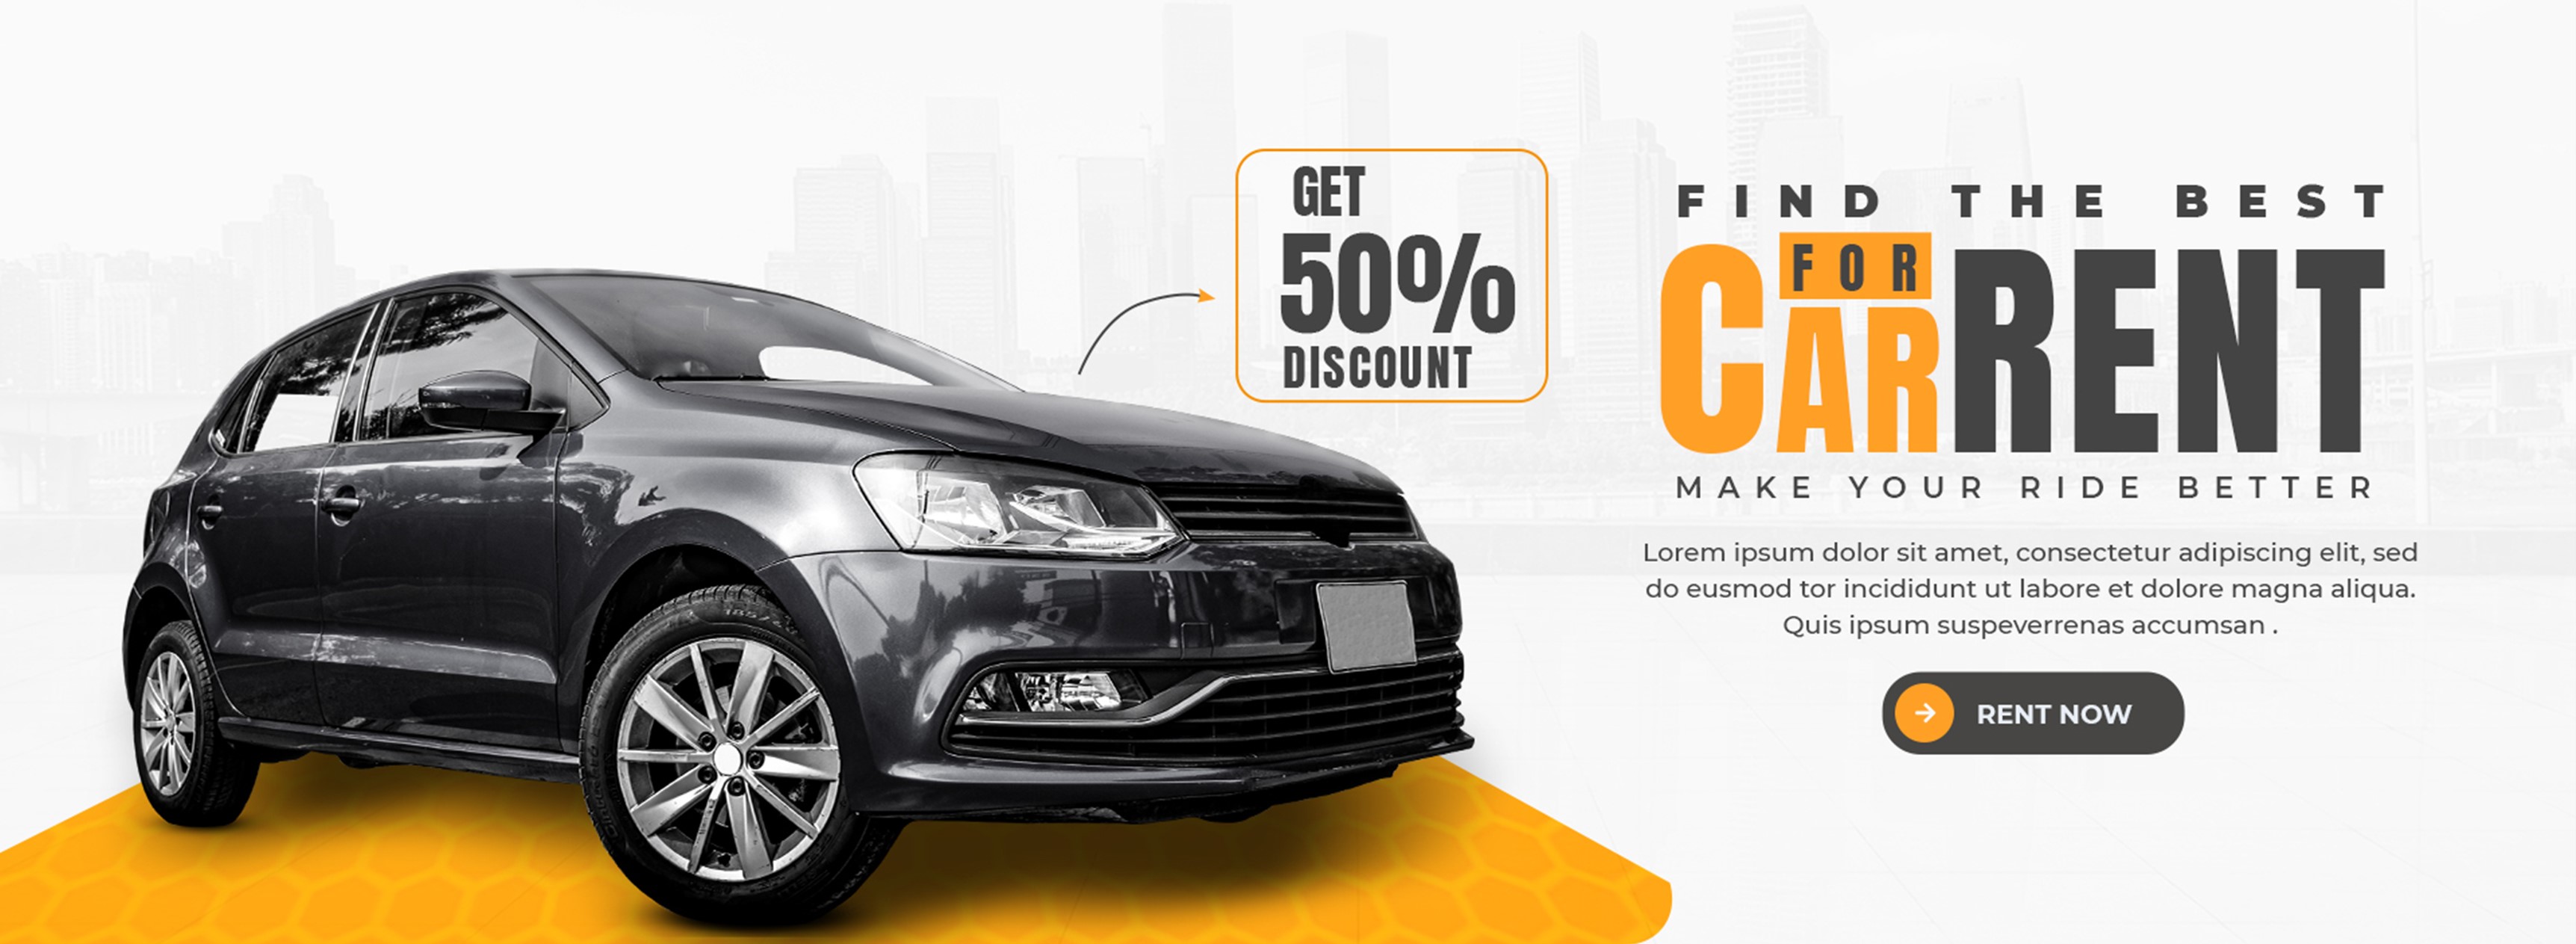 GET
50%
DISCOUNT
FIND THE BEST
CAR FOR RENT
MAKE YOUR RIDE BETTER
Lorem ipsum dolor sit amet, consectetur adipiscing elit, sed
do eusmod tor incididunt ut labore et dolore magna aliqua.
Quis ipsum suspeverrenas accumsan .
RENT NOW